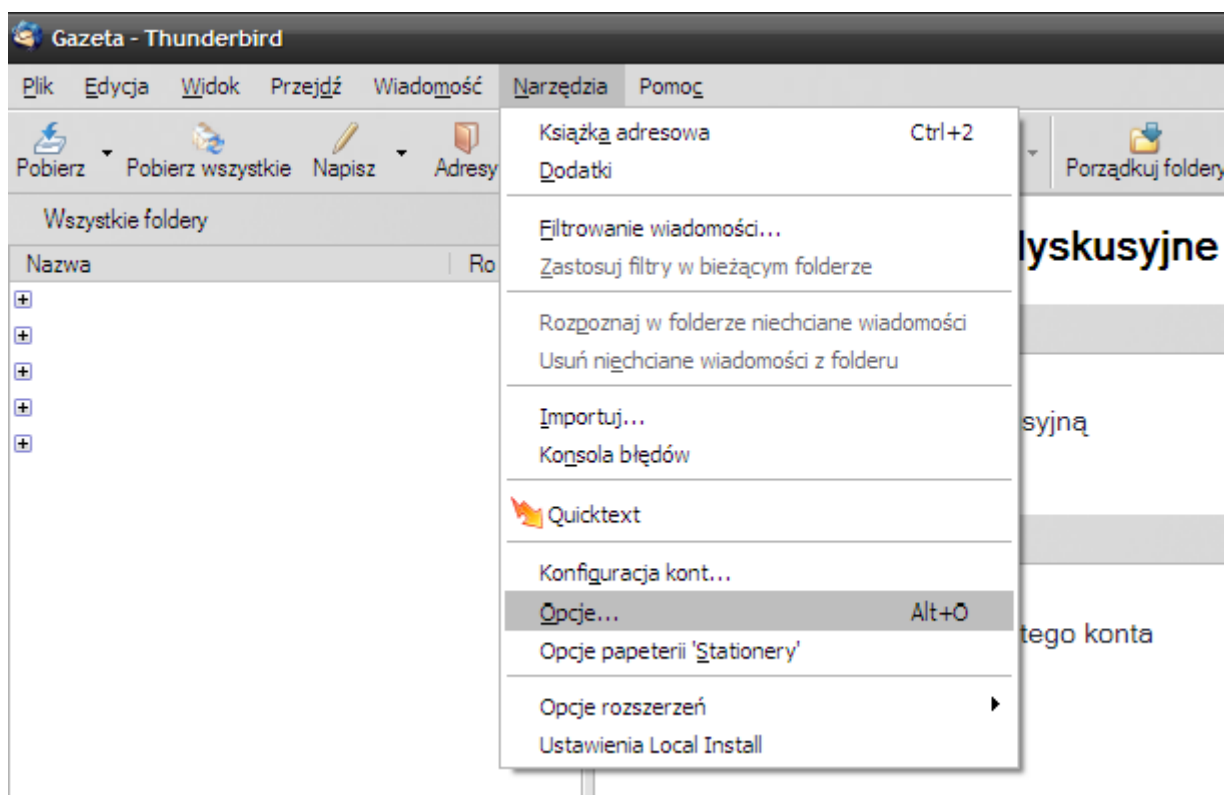 Gazeta - Thunderbird
Plik Edycja Widok Przejdź Wiadomość Narzędzia Pomoc
Pobierz Pobierz wszystkie Napisz Adresy Porządkuj foldery
Wszystkie foldery
Nazwa Ro
Książka adresowa Ctrl+2
Dodatki
Filtrowanie wiadomości...
Zastosuj filtry w bieżącym folderze
Rozpoznaj w folderze niechciane wiadomości
Usuń niechciane wiadomości z folderu
Importuj...
Konsola błędów
Quicktext
Konfiguracja kont...
Opcje... Alt+O
Opcje papeterii 'Stationery'
Opcje rozszerzeń
Ustawienia Local Install
lyskusyjne
syjną
tego konta